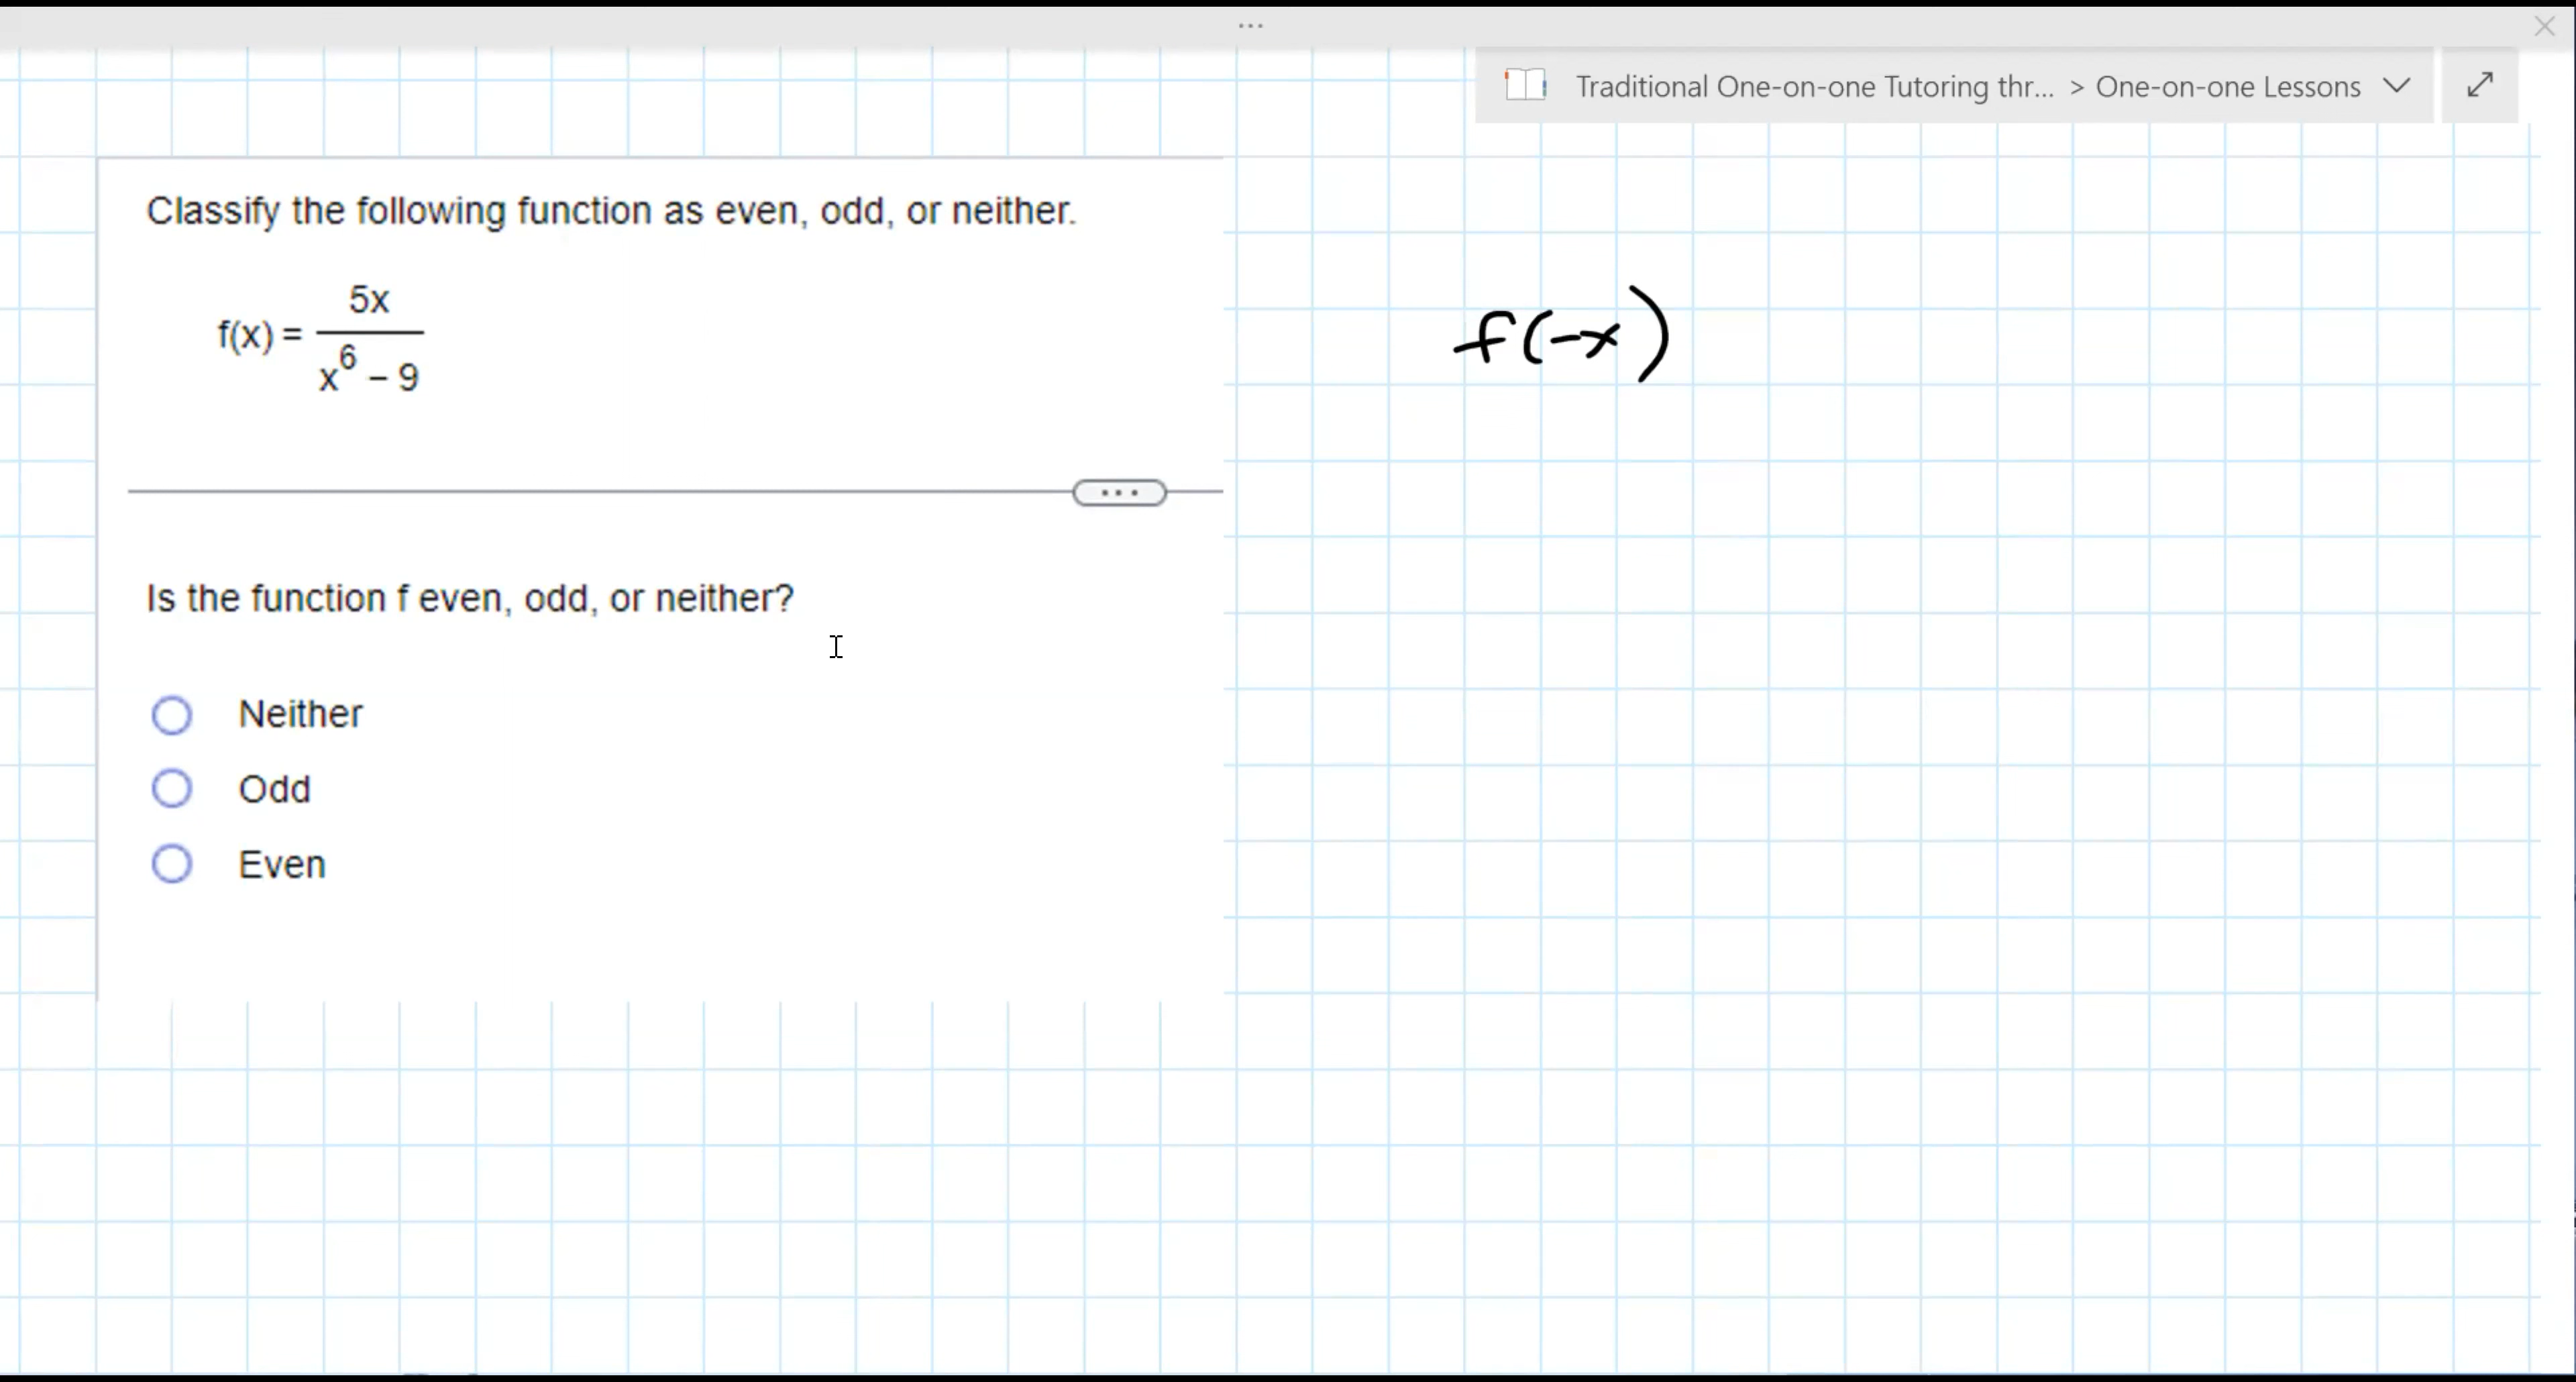 Traditional One-on-one Tutoring thr... > One-on-one Lessons
Classify the following function as even, odd, or neither.
f(x) = 5x / x^6 – 9
f(-x)
Is the function f even, odd, or neither?
Neither
Odd
Even